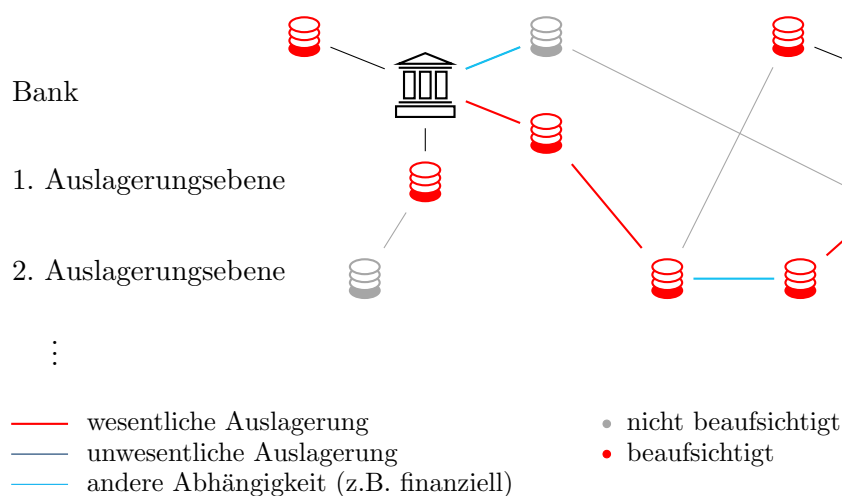 Bank
1. Auslagerungsebene
2. Auslagerungsebene
⋮
wesentliche Auslagerung
unwesentliche Auslagerung
andere Abhängigkeit (z.B. finanziell)
nicht beaufsichtigt
beaufsichtigt